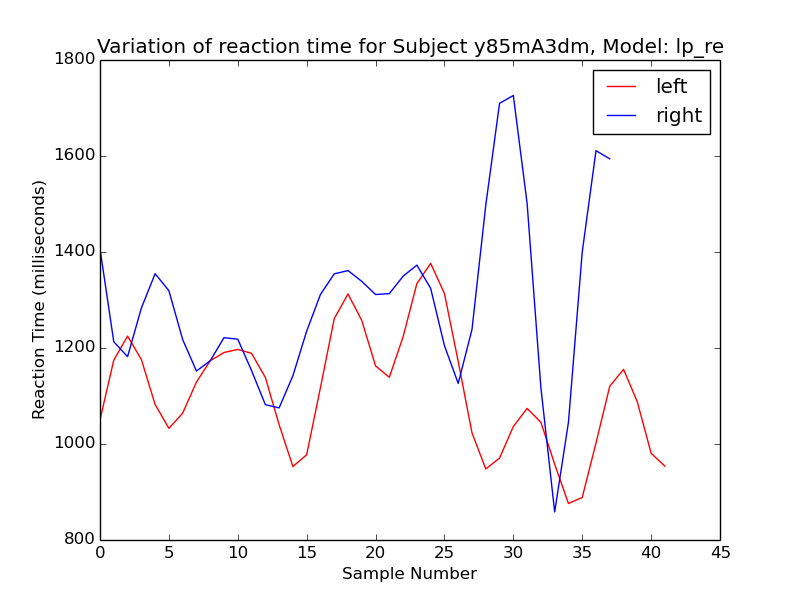 Variation of reaction time for Subject y85mA3dm, Model: lp_re
left
right
1800
1600
1400
1200
1000
800
Reaction Time (milliseconds)
0 5 10 15 20 25 30 35 40 45
Sample Number